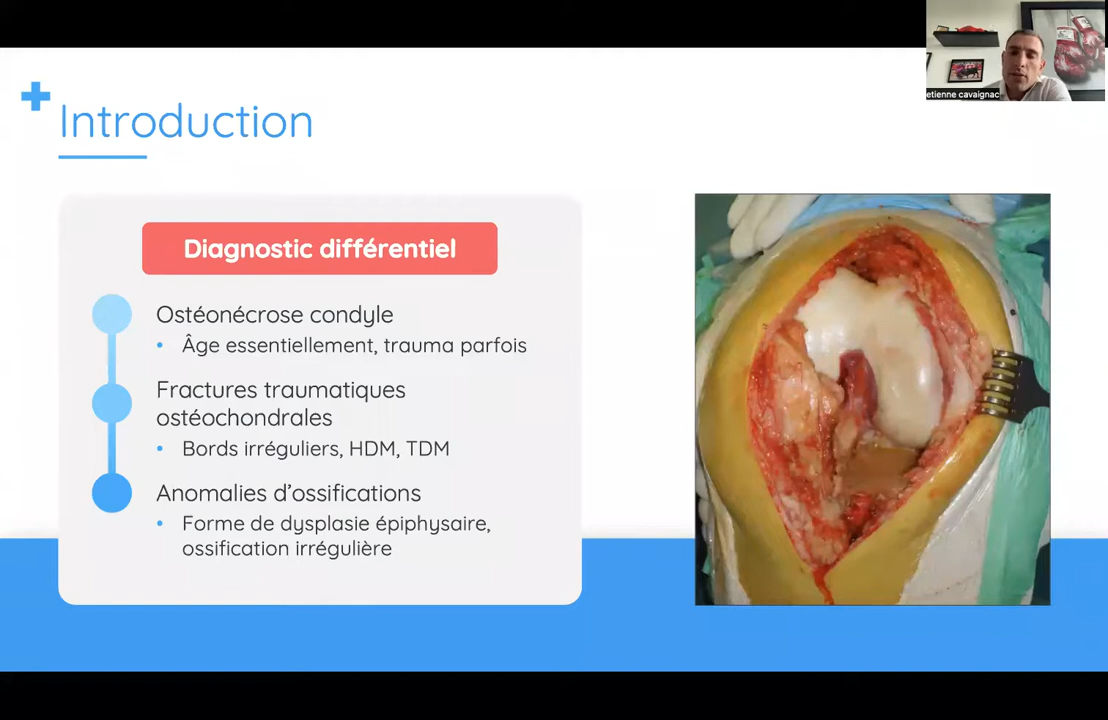 etienne cavaignac
Introduction
Diagnostic différentiel
Ostéonécrose condyle
• Âge essentiellement, trauma parfois
Fractures traumatiques
ostéochondrales
• Bords irréguliers, HDM, TDM
Anomalies d’ossifications
• Forme de dysplasie épiphysaire,
ossification irrégulière